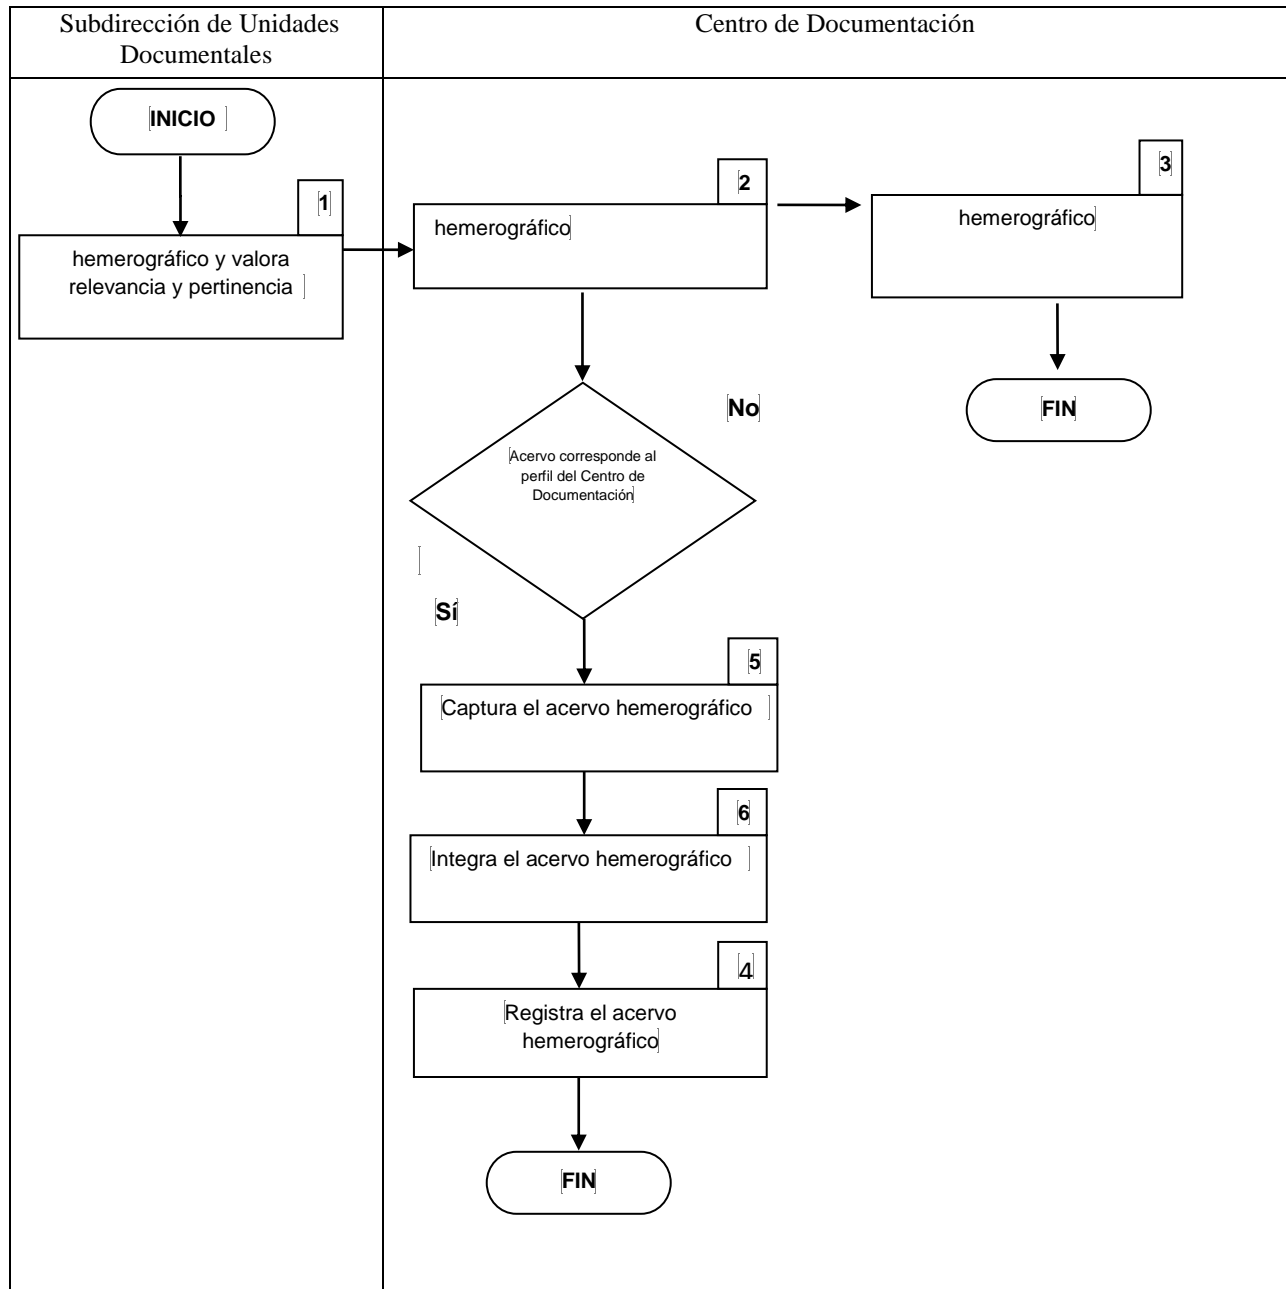 Subdirección de Unidades
Documentales
Centro de Documentación
INICIO
1
hemerográfico y valora
relevancia y pertinencia
2
hemerográfico
3
hemerográfico
FIN
No
Acervo corresponde al
perfil del Centro de
Documentación
Sí
5
Captura el acervo hemerográfico
6
Integra el acervo hemerográfico
4
Registra el acervo
hemerográfico
FIN